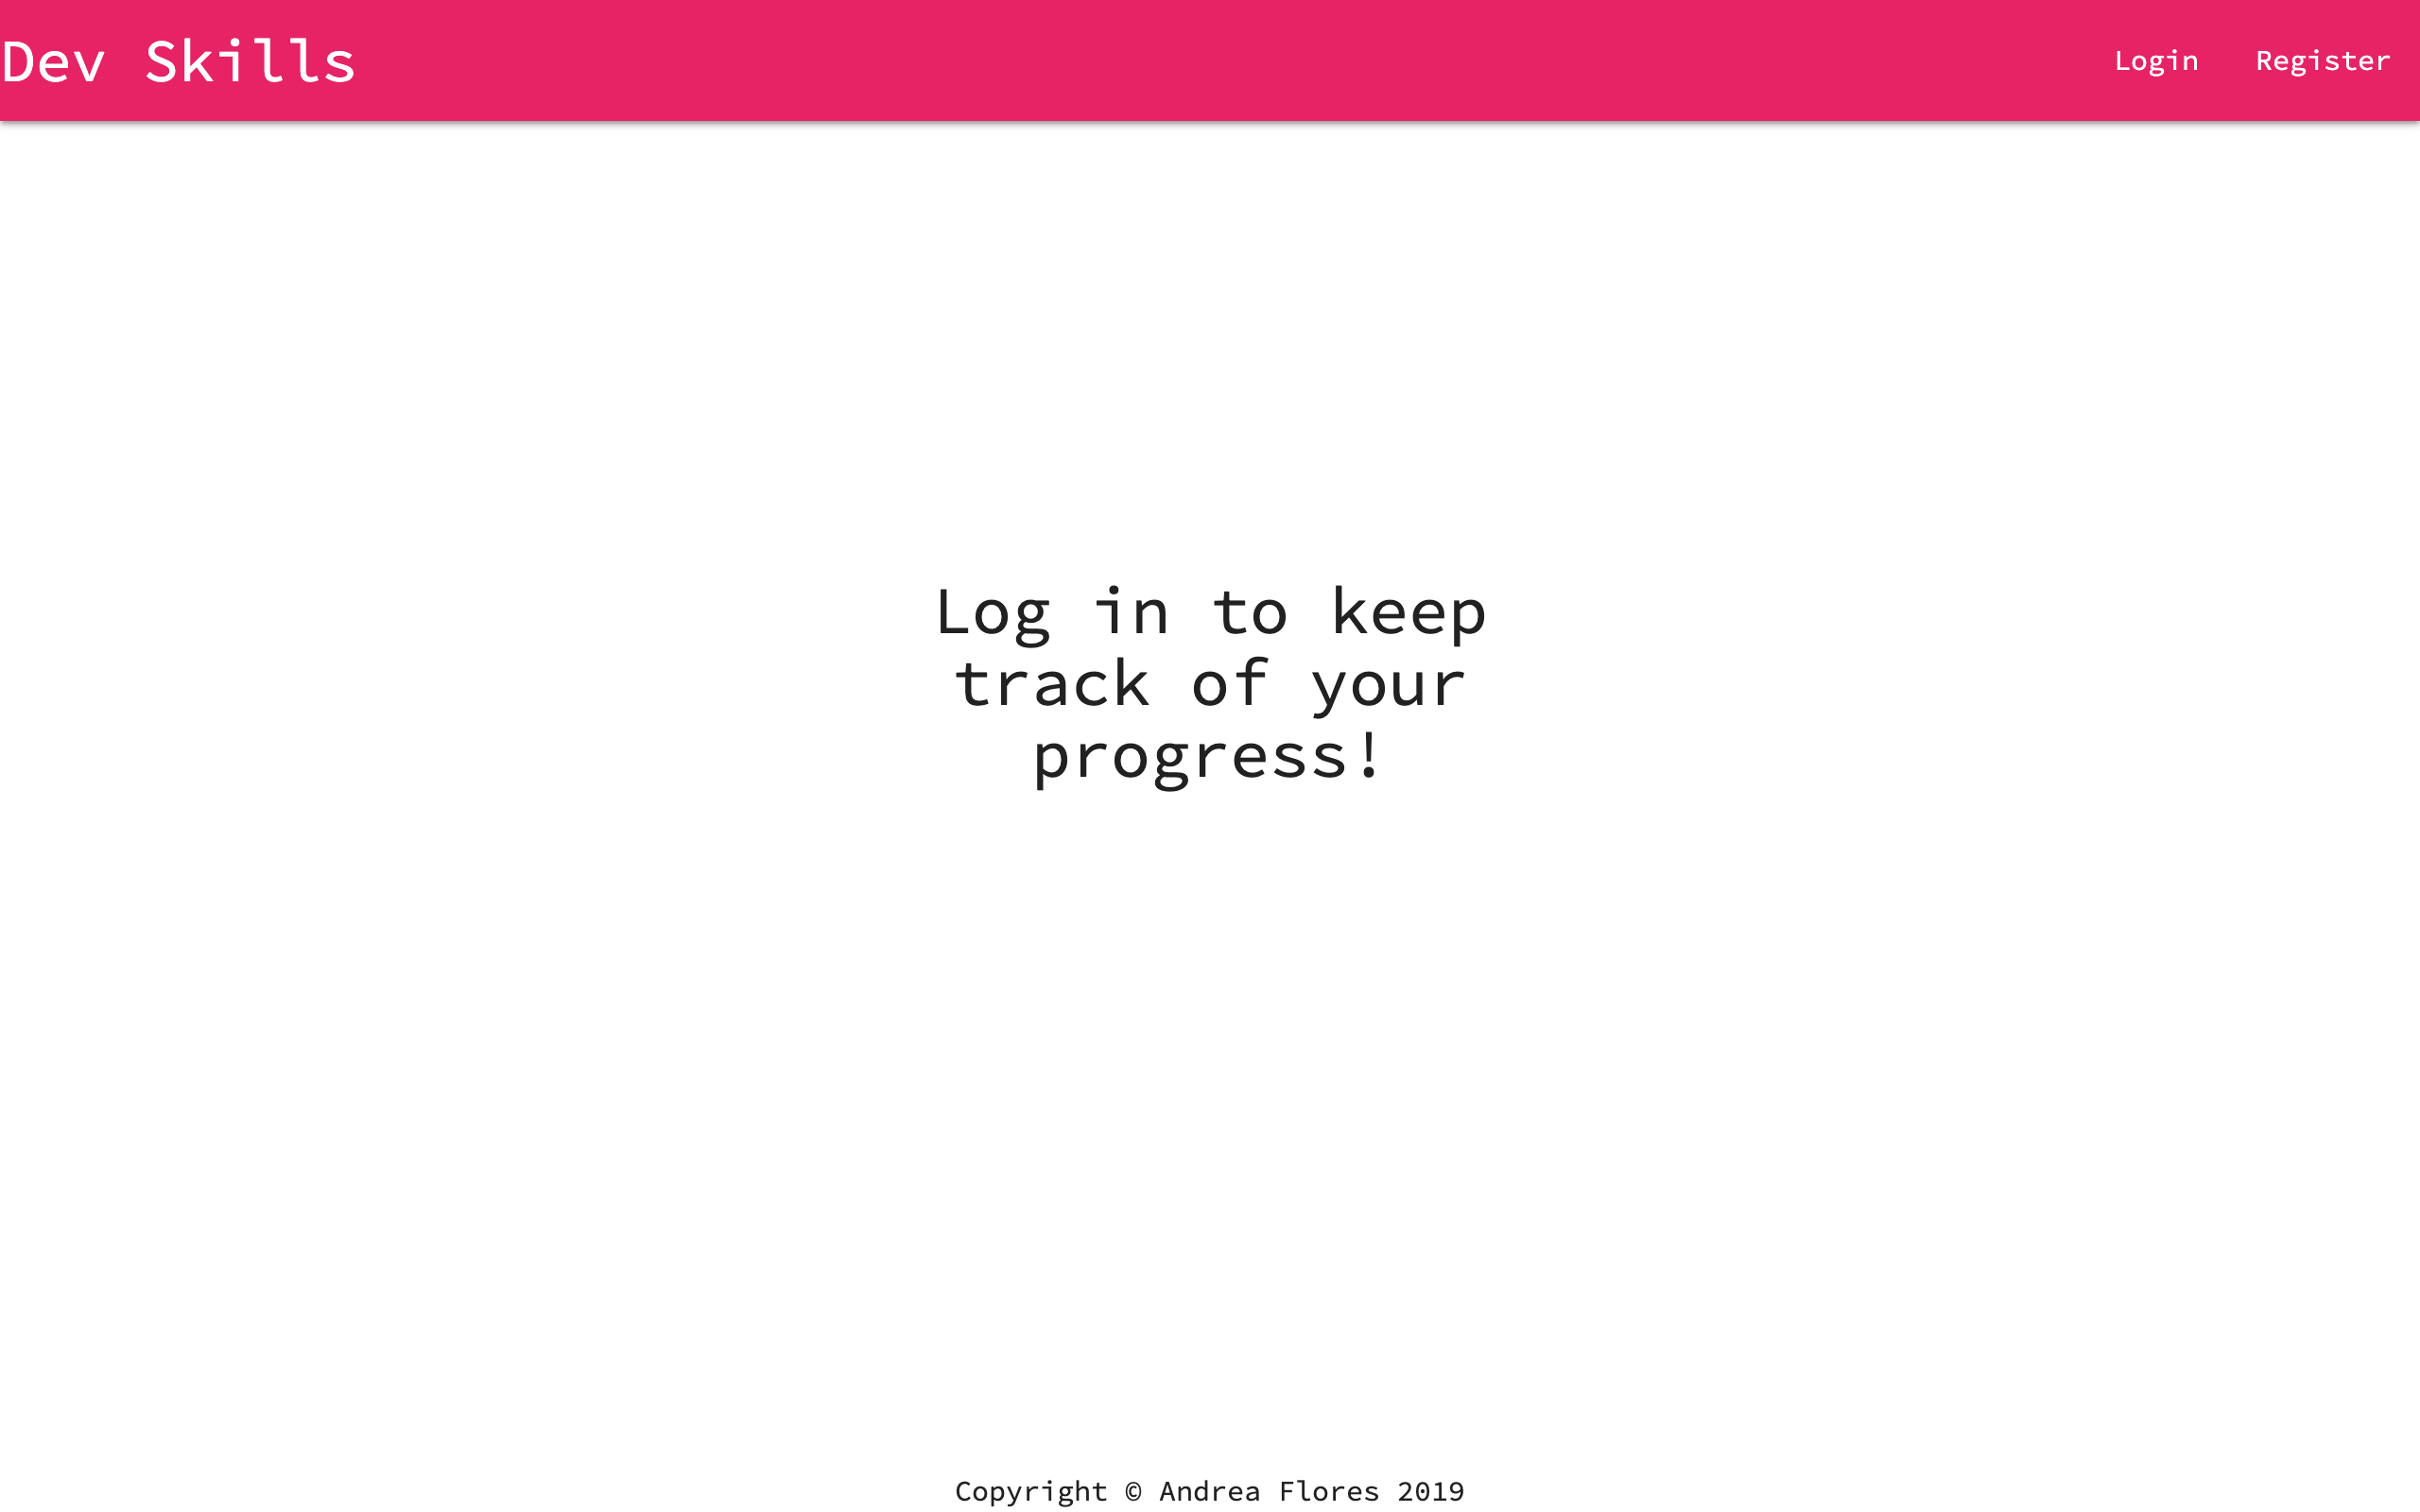 Dev Skills
Login Register
Log in to keep
track of your
progress!
Copyright © Andrea Flores 2019